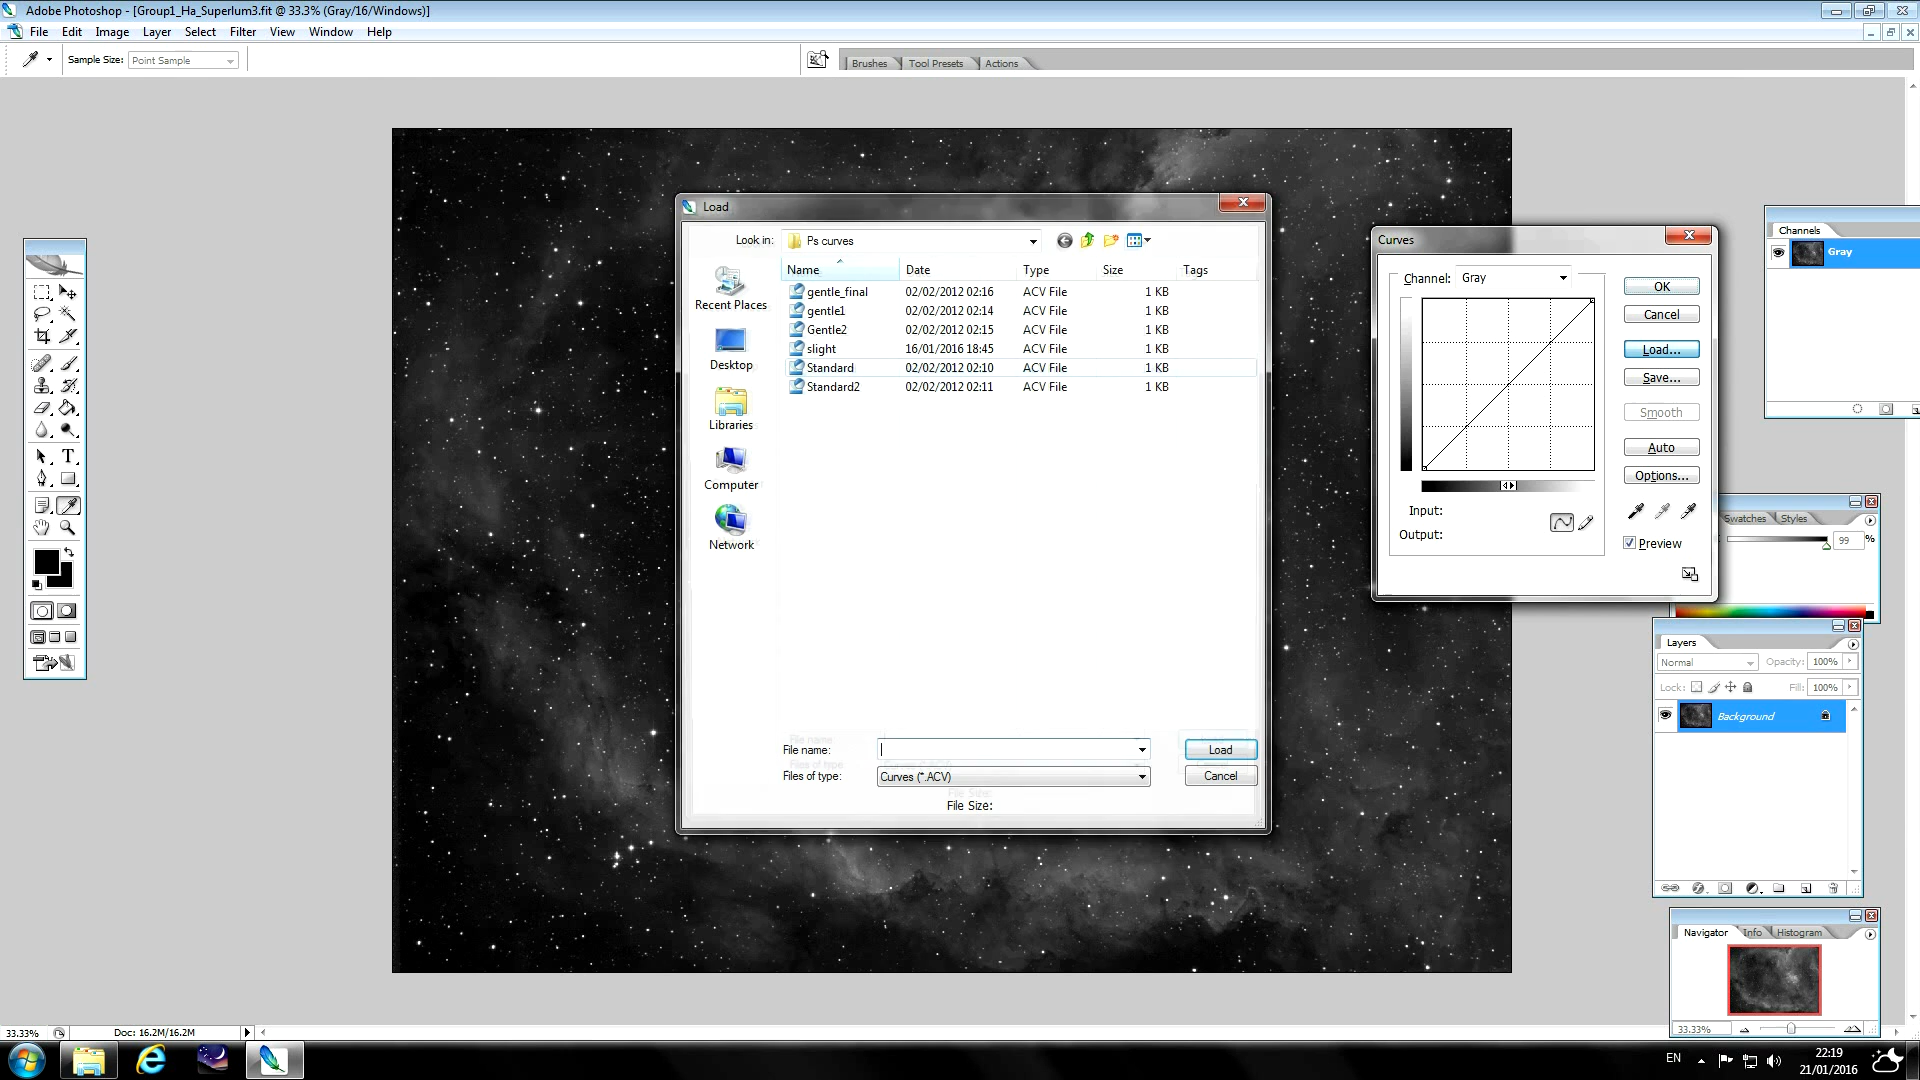 Adobe Photoshop - [Group1_Ha_Superlum3.fit @ 33.3% (Gray/16/Windows)]
File Edit Image Layer Select Filter View Window Help
Sample Size: Point Sample
Brushes Tool Presets Actions
Load
Look in: Ps curves
Name Date Type Size Tags
gentle_final 02/02/2012 02:16 ACV File 1 KB
gentle1 02/02/2012 02:14 ACV File 1 KB
Gentle2 02/02/2012 02:15 ACV File 1 KB
slight 16/01/2016 18:45 ACV File 1 KB
Standard 02/02/2012 02:10 ACV File 1 KB
Standard2 02/02/2012 02:11 ACV File 1 KB
Recent Places
Desktop
Libraries
Computer
Network
File name:
Load
Files of type: Curves (*.ACV)
Cancel
File Size:
Curves
Channel: Gray
OK
Cancel
Load...
Save...
Smooth
Auto
Options...
Input:
Output:
Preview
Channels
Gray
Swatches Styles
99 %
Layers
Normal Opacity: 100%
Lock: Fill: 100%
Background
Navigator Info Histogram
33.33%
33.33% Doc: 16.2M/16.2M
EN
22:19
21/01/2016